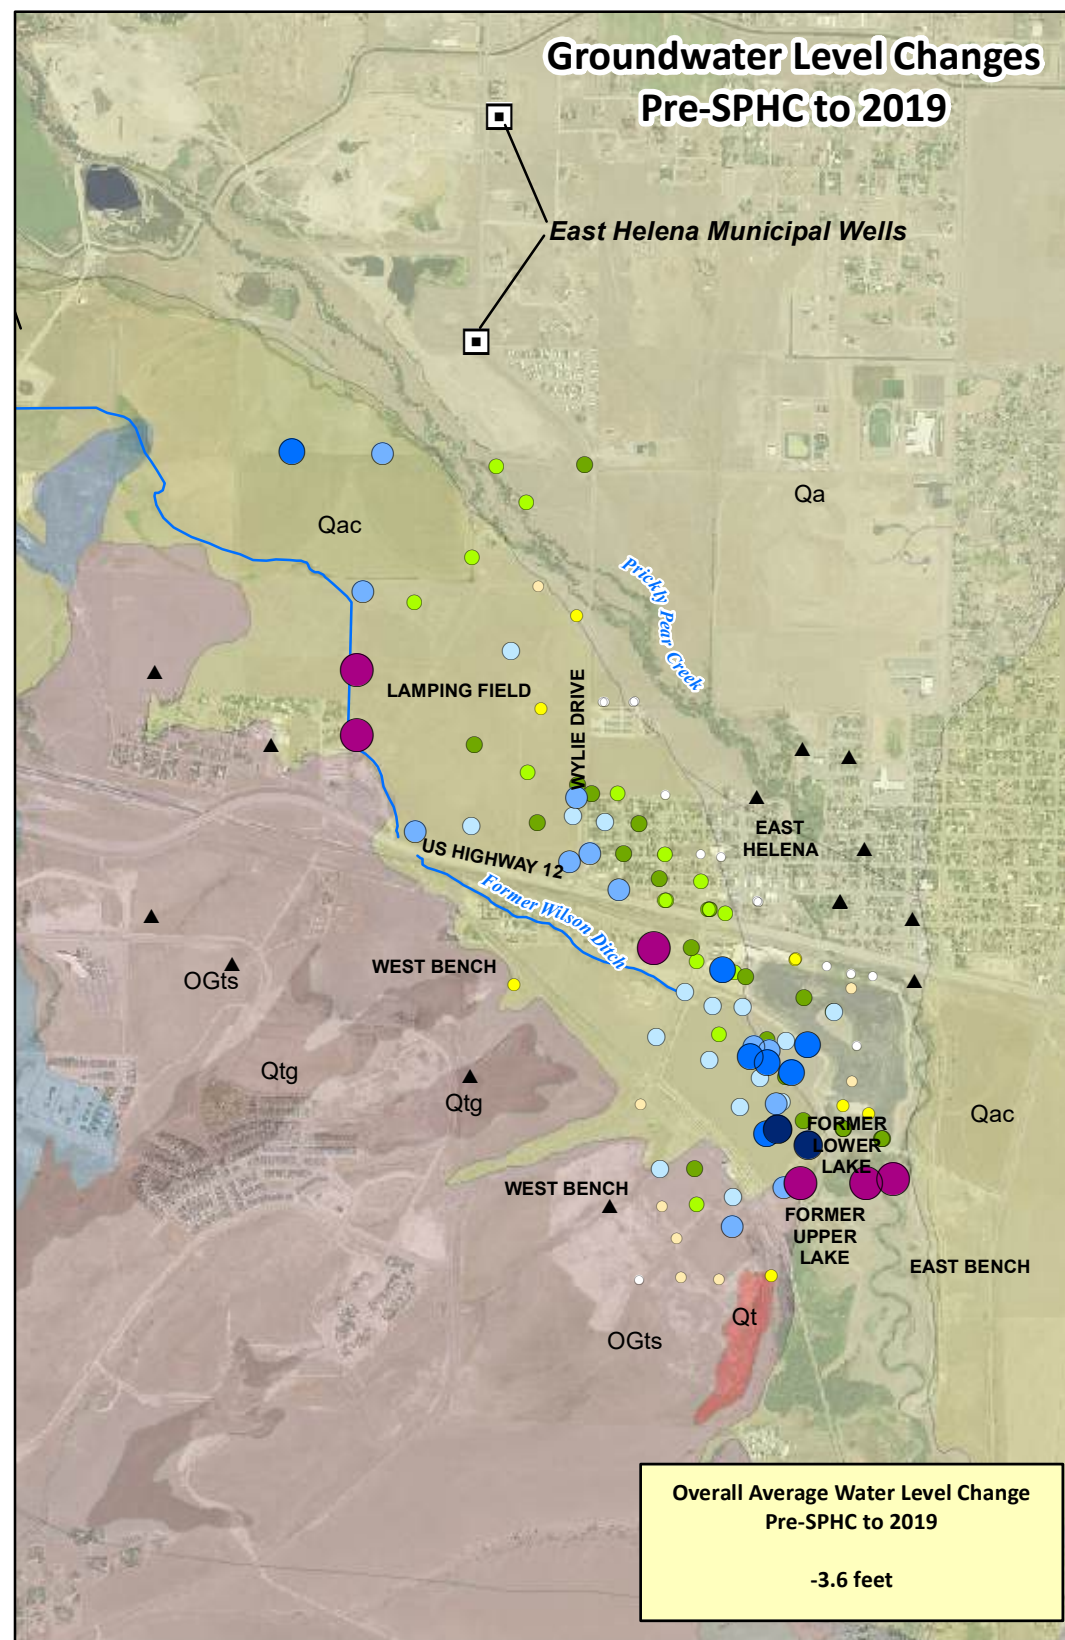 Groundwater Level Changes
Pre-SPHC to 2019
East Helena Municipal Wells
Qa
Qac
Prickly Pear Creek
LAMPING FIELD
WYLIE DRIVE
EAST
HELENA
US HIGHWAY 12
Former Wilson Ditch
WEST BENCH
OGts
Qtg
Qtg
Qac
FORMER
LOWER
LAKE
WEST BENCH
FORMER
UPPER
LAKE
EAST BENCH
Qt
OGts
Overall Average Water Level Change
Pre-SPHC to 2019
-3.6 feet